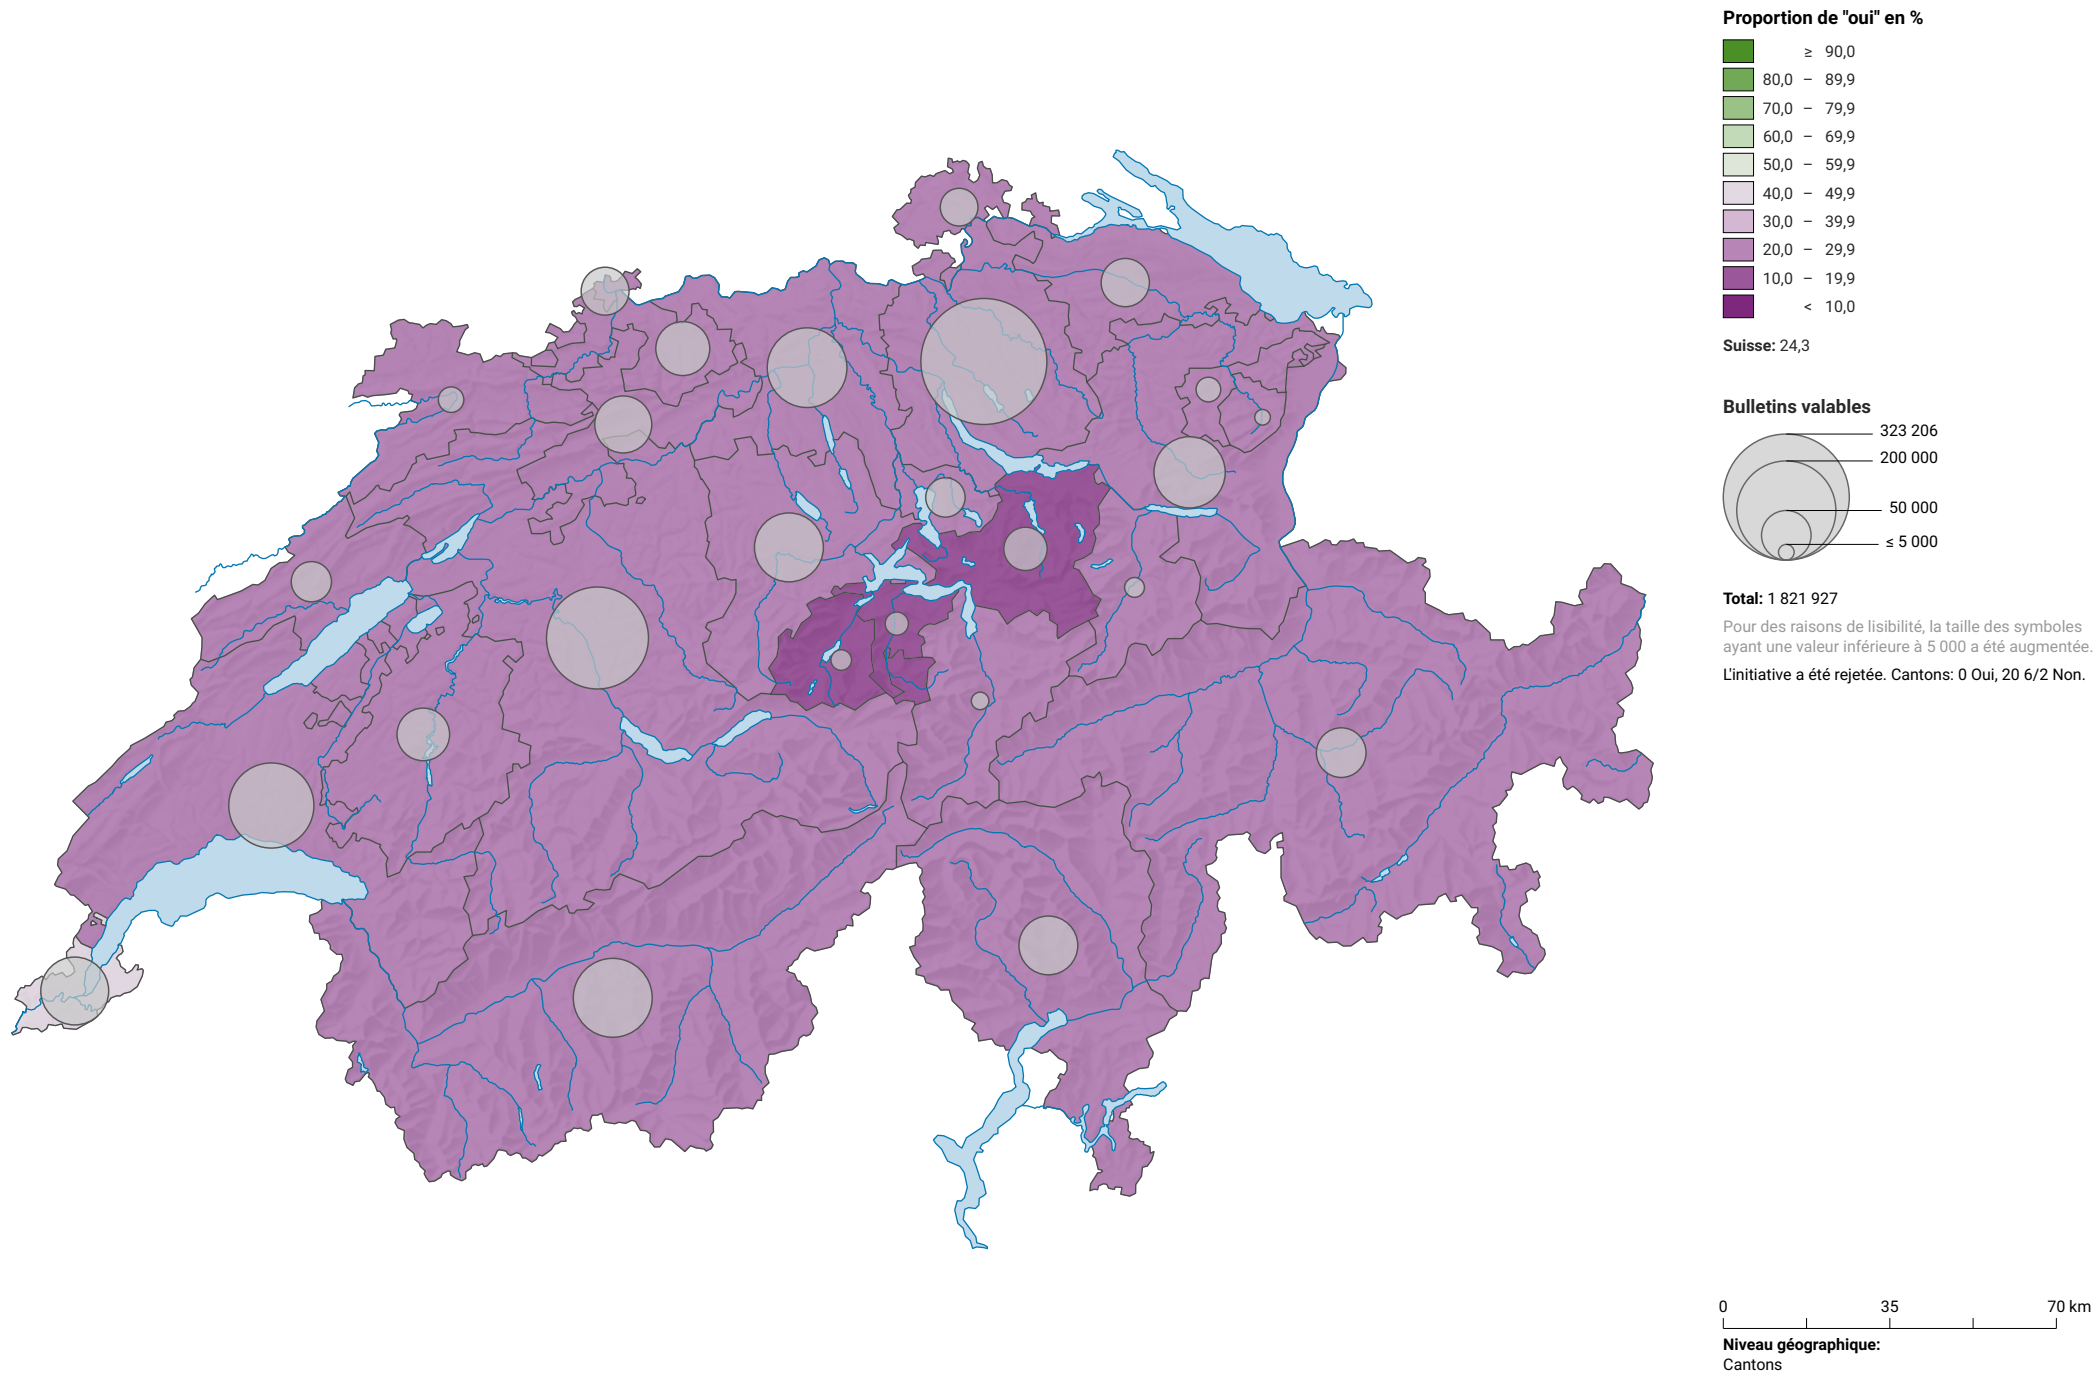 Proportion de "oui" en %
≥ 90,0
80,0 – 89,9
70,0 – 79,9
60,0 – 69,9
50,0 – 59,9
40,0 – 49,9
30,0 – 39,9
20,0 – 29,9
10,0 – 19,9
< 10,0
Suisse: 24,3
Bulletins valables
323 206
200 000
50 000
≤ 5 000
Total: 1 821 927
Pour des raisons de lisibilité, la taille des symboles
ayant une valeur inférieure à 5 000 a été augmentée.
L'initiative a été rejetée. Cantons: 0 Oui, 20 6/2 Non.
0 35 70 km
Niveau géographique:
Cantons